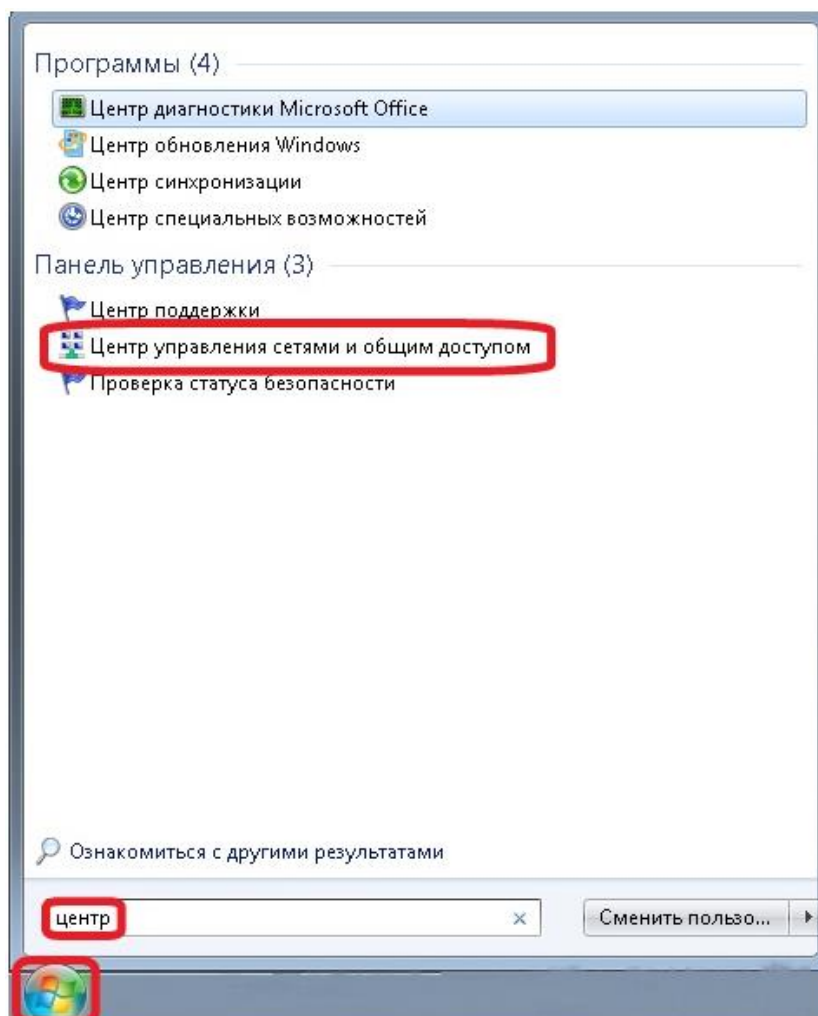 Программы (4)
Центр диагностики Microsoft Office
Центр обновления Windows
Центр синхронизации
Центр специальных возможностей
Панель управления (3)
Центр поддержки
Центр управления сетями и общим доступом
Проверка статуса безопасности
Ознакомиться с другими результатами
центр
Сменить пользо...